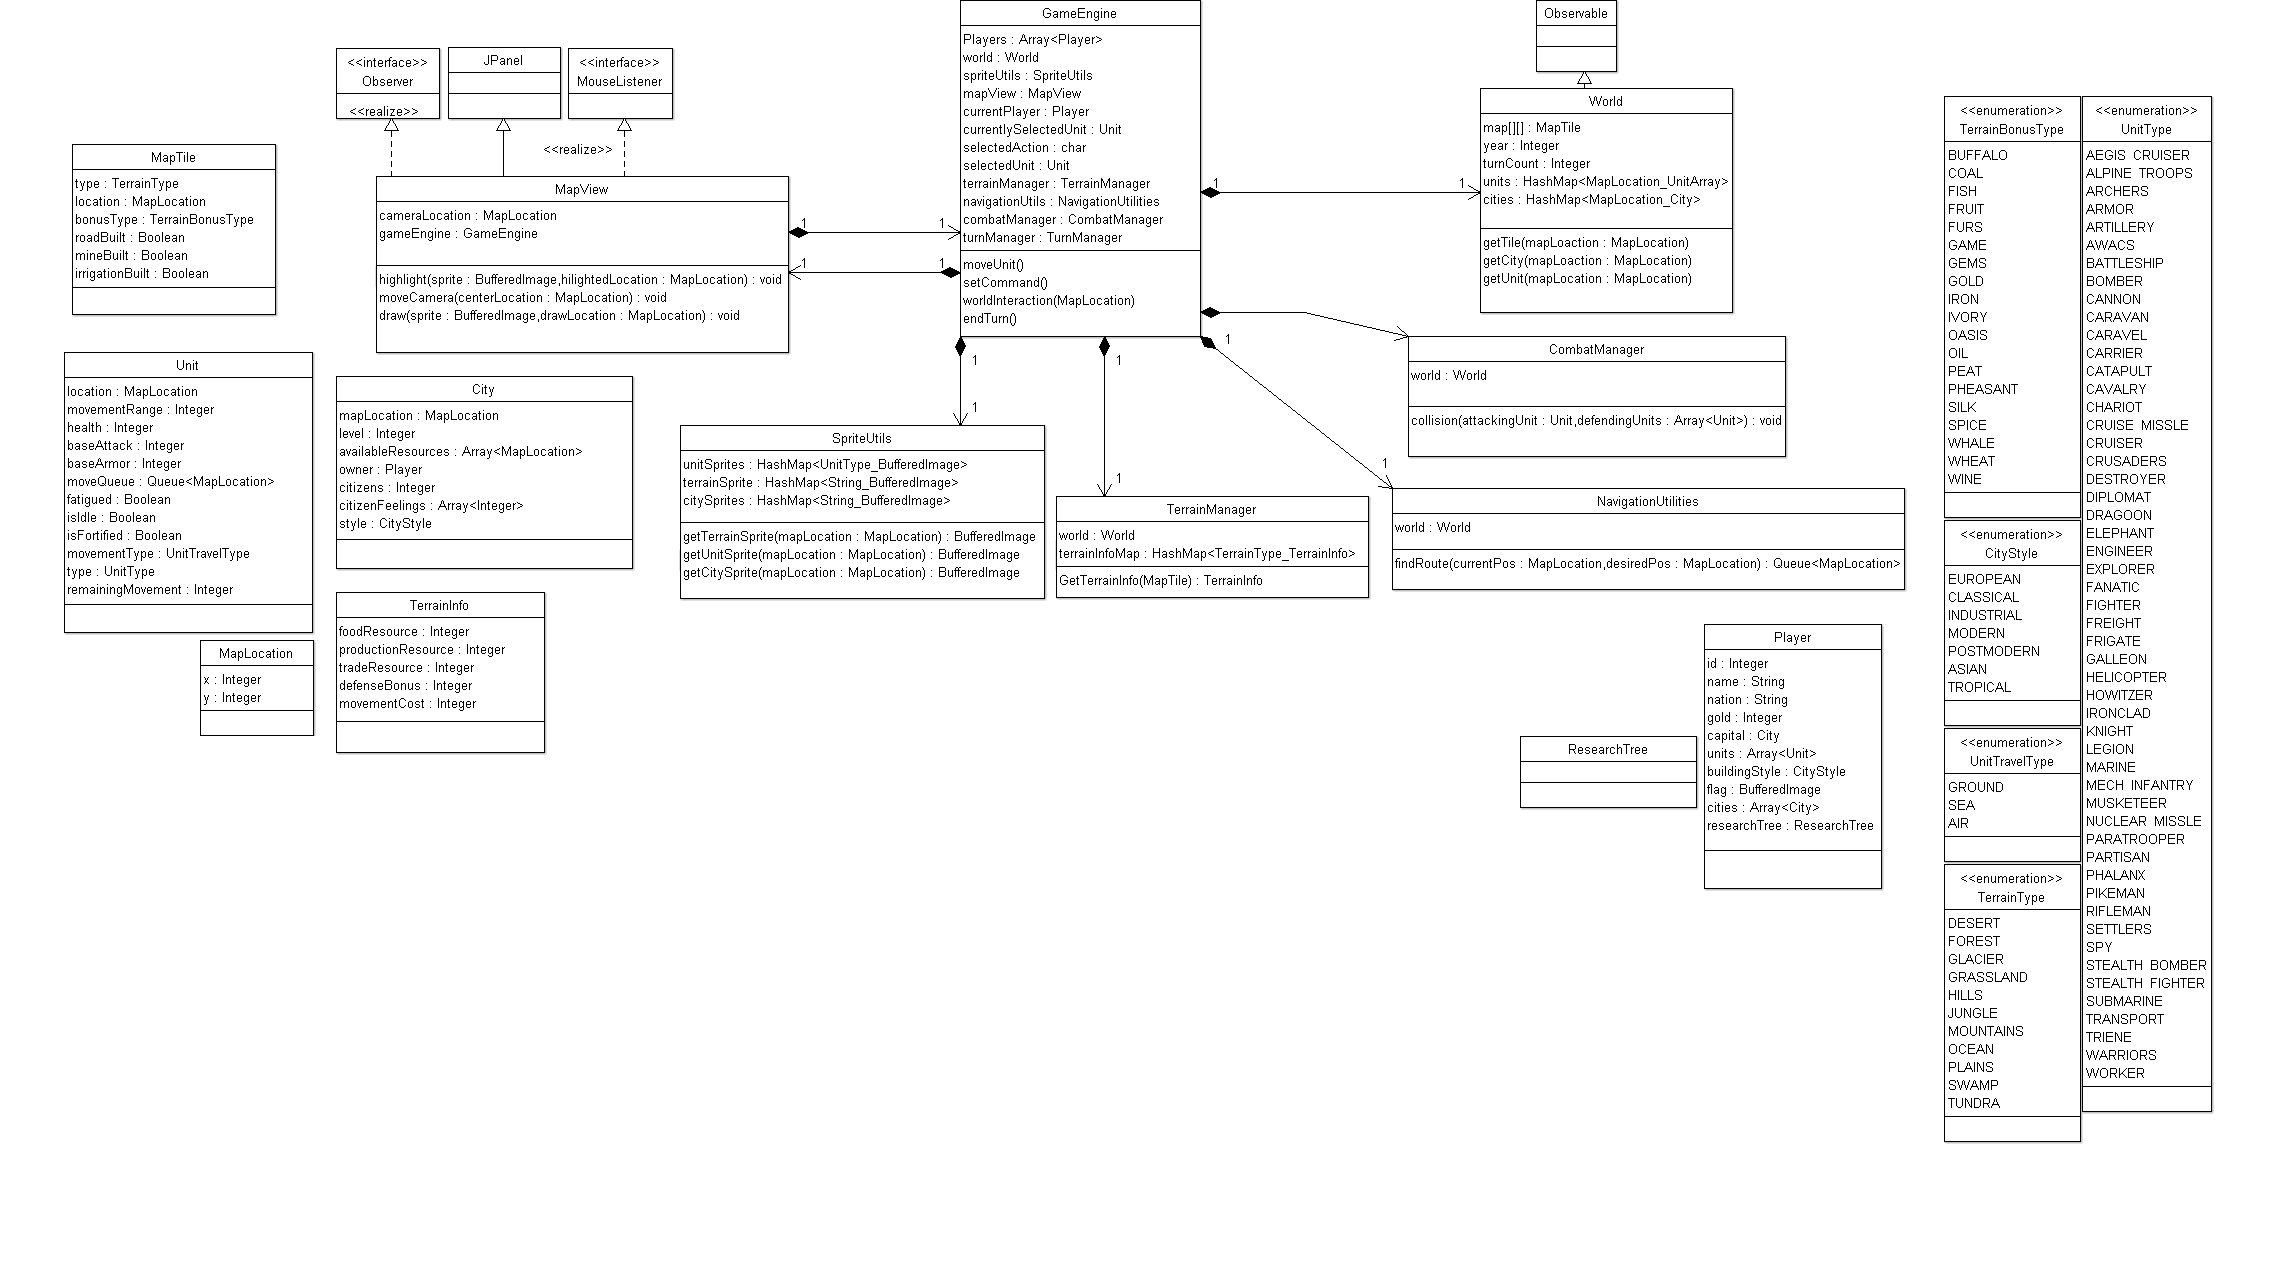 GameEngine
Players : Array<Player>
world : World
spriteUtils : SpriteUtils
mapView : MapView
currentPlayer : Player
currentlySelectedUnit : Unit
selectedAction : char
selectedUnit : Unit
terrainManager : TerrainManager
navigationUtils : NavigationUtilities
combatManager : CombatManager
turnManager : TurnManager
moveUnit()
setCommand()
worldInteraction(MapLocation)
endTurn()
Observable
<<interface>>
Observer
<<realize>>
JPanel
<<interface>>
MouseListener
<<realize>>
World
map[][] : MapTile
year : Integer
turnCount : Integer
units : HashMap<MapLocation_UnitArray>
cities : HashMap<MapLocation_City>
getTile(mapLoaction : MapLocation)
getCity(mapLoaction : MapLocation)
getUnit(mapLocation : MapLocation)
MapTile
type : TerrainType
location : MapLocation
bonusType : TerrainBonusType
roadBuilt : Boolean
mineBuilt : Boolean
irrigationBuilt : Boolean
MapView
cameraLocation : MapLocation
gameEngine : GameEngine
highlight(sprite : BufferedImage,hilightedLocation : MapLocation) : void
moveCamera(centerLocation : MapLocation) : void
draw(sprite : BufferedImage,drawLocation : MapLocation) : void
1
1
1
1
1
1
1
1
1
1
1
1
CombatManager
world : World
collision(attackingUnit : Unit,defendingUnits : Array<Unit>) : void
Unit
location : MapLocation
movementRange : Integer
health : Integer
baseAttack : Integer
baseArmor : Integer
moveQueue : Queue<MapLocation>
fatigued : Boolean
isIdle : Boolean
isFortified : Boolean
movementType : UnitTravelType
type : UnitType
remainingMovement : Integer
City
mapLocation : MapLocation
level : Integer
availableResources : Array<MapLocation>
owner : Player
citizens : Integer
citizenFeelings : Array<Integer>
style : CityStyle
SpriteUtils
unitSprites : HashMap<UnitType_BufferedImage>
terrainSprite : HashMap<String_BufferedImage>
citySprites : HashMap<String_BufferedImage>
getTerrainSprite(mapLocation : MapLocation) : BufferedImage
getUnitSprite(mapLocation : MapLocation) : BufferedImage
getCitySprite(mapLocation : MapLocation) : BufferedImage
TerrainManager
world : World
terrainInfoMap : HashMap<TerrainType_TerrainInfo>
GetTerrainInfo(MapTile) : TerrainInfo
NavigationUtilities
world : World
findRoute(currentPos : MapLocation,desiredPos : MapLocation) : Queue<MapLocation>
MapLocation
x : Integer
y : Integer
TerrainInfo
foodResource : Integer
productionResource : Integer
tradeResource : Integer
defenseBonus : Integer
movementCost : Integer
ResearchTree
Player
id : Integer
name : String
nation : String
gold : Integer
capital : City
units : Array<Unit>
buildingStyle : CityStyle
flag : BufferedImage
cities : Array<City>
researchTree : ResearchTree
<<enumeration>>
TerrainBonusType
BUFFALO
COAL
FISH
FRUIT
FURS
GAME
GEMS
GOLD
IRON
IVORY
OASIS
OIL
PEAT
PHEASANT
SILK
SPICE
WHALE
WHEAT
WINE
<<enumeration>>
CityStyle
EUROPEAN
CLASSICAL
INDUSTRIAL
MODERN
POSTMODERN
ASIAN
TROPICAL
<<enumeration>>
UnitTravelType
GROUND
SEA
AIR
<<enumeration>>
TerrainType
DESERT
FOREST
GLACIER
GRASSLAND
HILLS
JUNGLE
MOUNTAINS
OCEAN
PLAINS
SWAMP
TUNDRA
<<enumeration>>
UnitType
AEGIS CRUISER
ALPINE TROOPS
ARCHERS
ARMOR
ARTILLERY
AWACS
BATTLESHIP
BOMBER
CANNON
CARAVAN
CARAVEL
CARRIER
CATAPULT
CAVALRY
CHARIOT
CRUISE MISSLE
CRUISER
CRUSADERS
DESTROYER
DIPLOMAT
DRAGOON
ELEPHANT
ENGINEER
EXPLORER
FANATIC
FIGHTER
FREIGHT
FRIGATE
GALLEON
HELICOPTER
HOWITZER
IRONCLAD
KNIGHT
LEGION
MARINE
MECH INFANTRY
MUSKETEER
NUCLEAR MISSLE
PARATROOPER
PARTISAN
PHALANX
PIKEMAN
RIFLEMAN
SETTLERS
SPY
STEALTH BOMBER
STEALTH FIGHTER
SUBMARINE
TRANSPORT
TRIENE
WARRIORS
WORKER